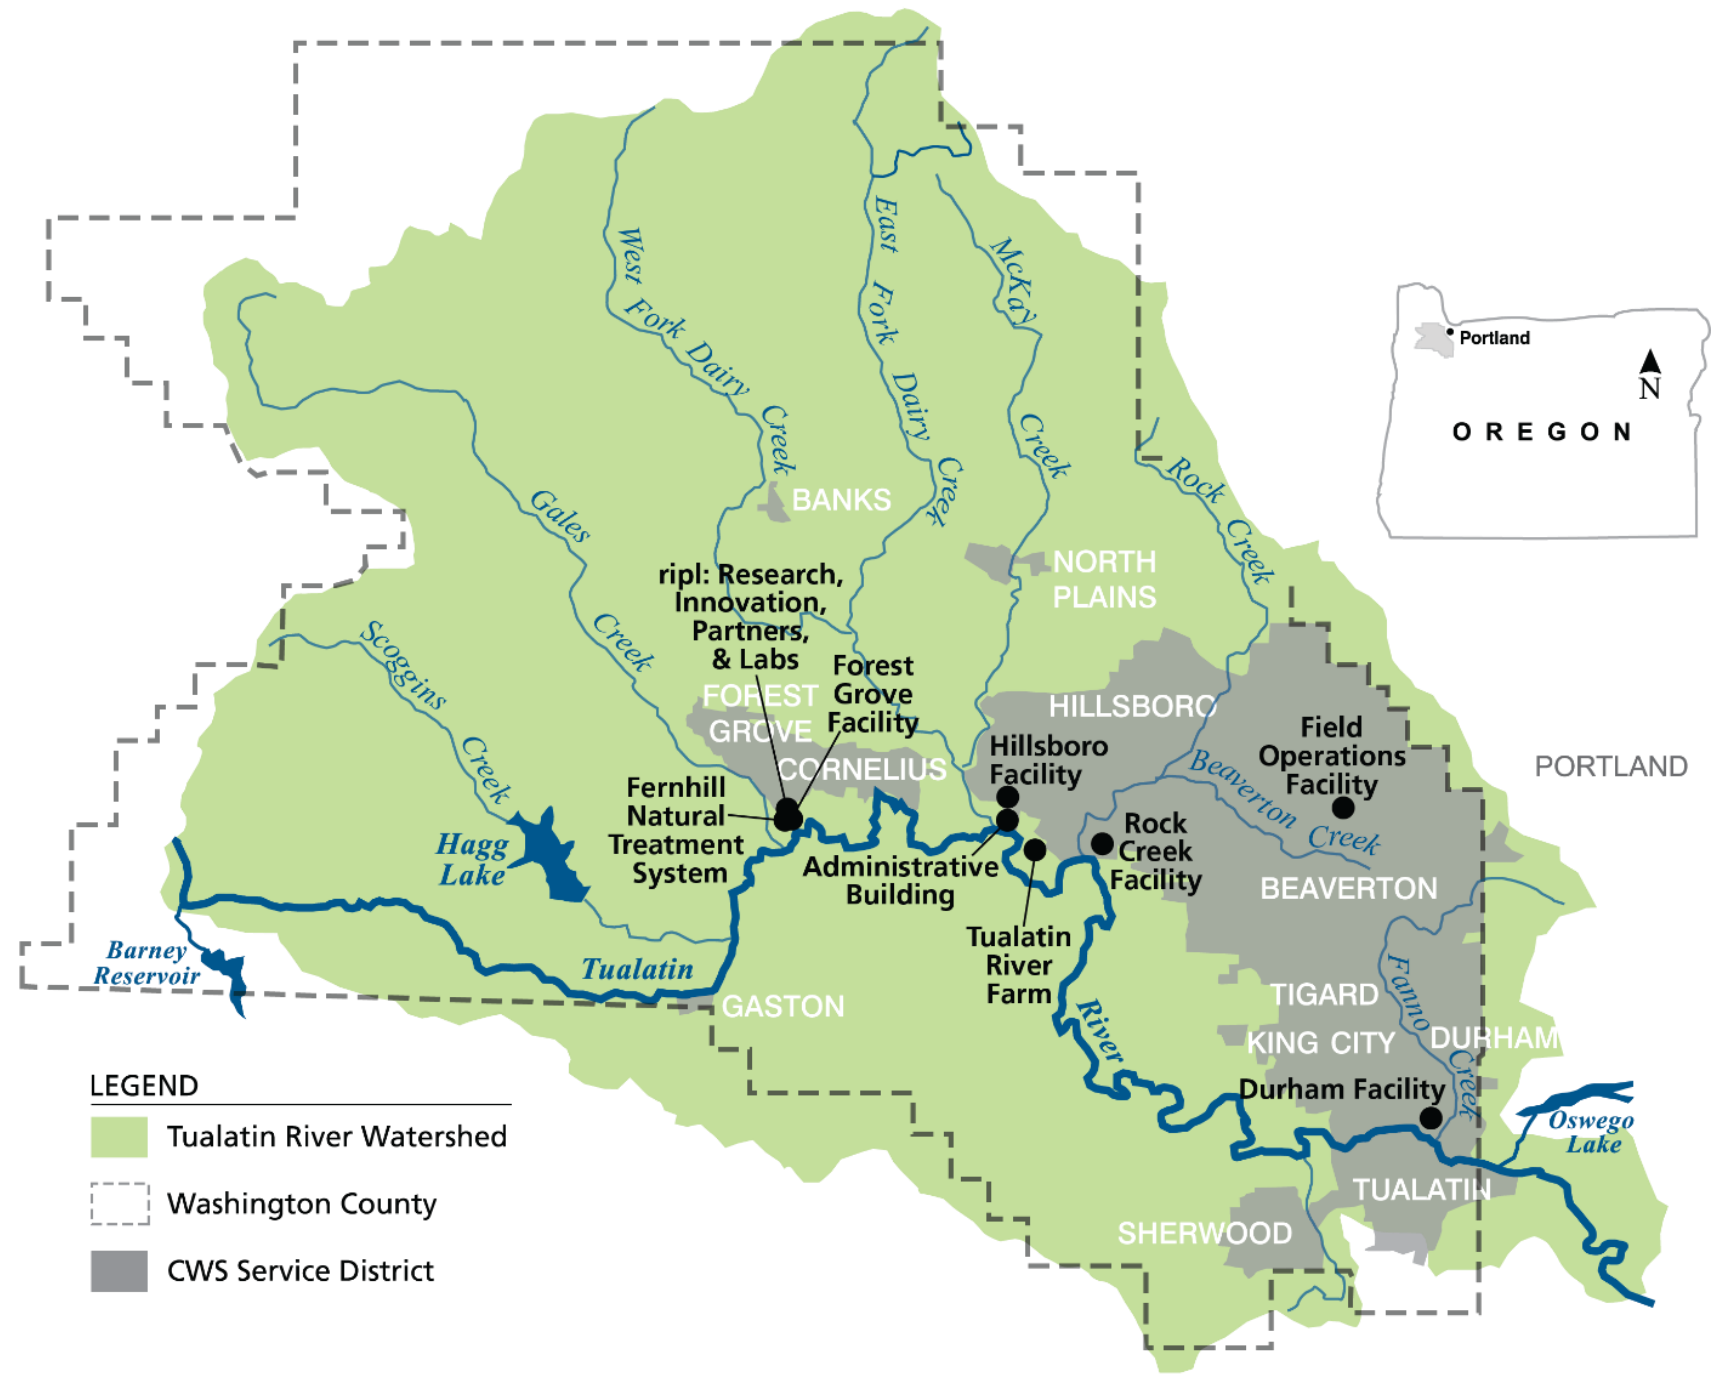 West Fork Dairy Creek
East Fork Dairy Creek
McKay Creek
Rock Creek
Portland
N
OREGON
Gales Creek
BANKS
NORTH
PLAINS
ripl: Research,
Innovation,
Partners,
& Labs
Forest
Grove
Facility
Scoggins Creek
FOREST
GROVE
CORNELIUS
HILLSBORO
Hillsboro
Facility
Field
Operations
Facility
PORTLAND
Beaverton Creek
Fernhill
Natural
Treatment
System
Hagg
Lake
Administrative
Building
Rock
Creek
Facility
BEAVERTON
Tualatin
River
Farm
Barney
Reservoir
Tualatin River
GASTON
Fanno Creek
TIGARD
KING CITY
DURHAM
Durham Facility
Oswego
Lake
TUALATIN
SHERWOOD
LEGEND
Tualatin River Watershed
Washington County
CWS Service District